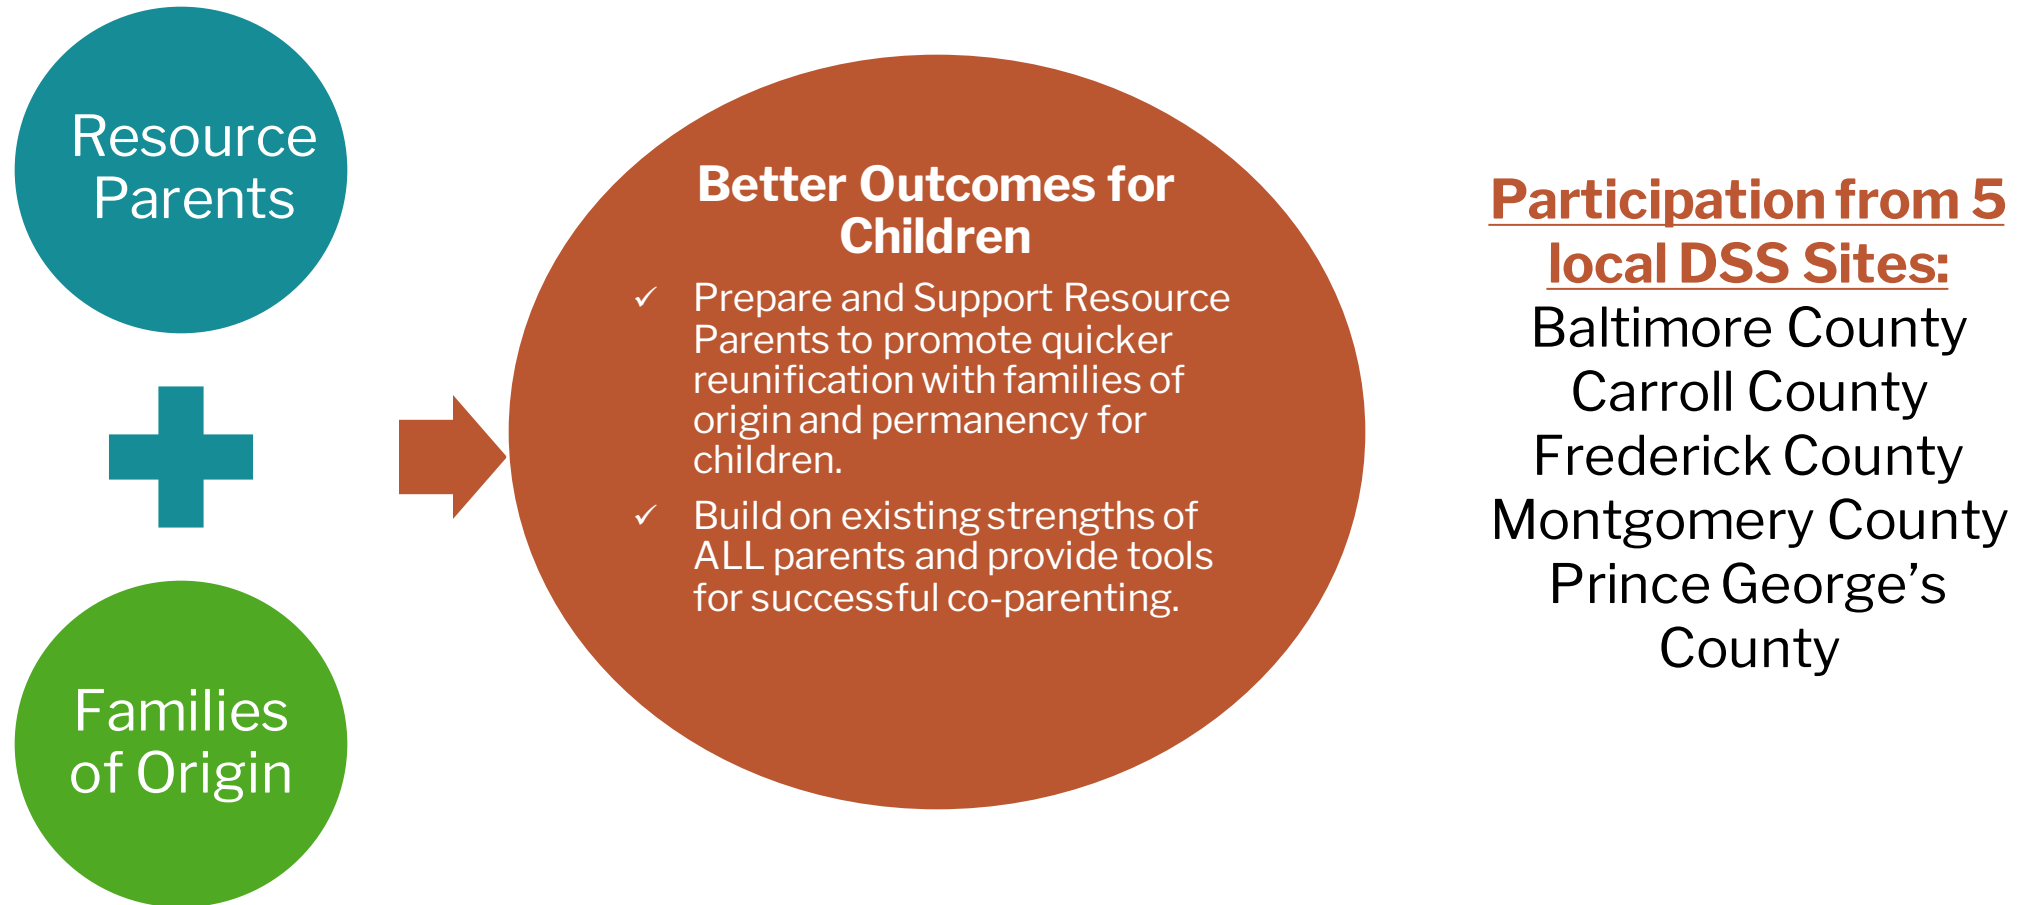 Resource
Parents
Families
of Origin
Better Outcomes for
Children
✓ Prepare and Support Resource
Parents to promote quicker
reunification with families of
origin and permanency for
children.
✓ Build on existing strengths of
ALL parents and provide tools
for successful co-parenting.
Participation from 5
local DSS Sites:
Baltimore County
Carroll County
Frederick County
Montgomery County
Prince George’s
County